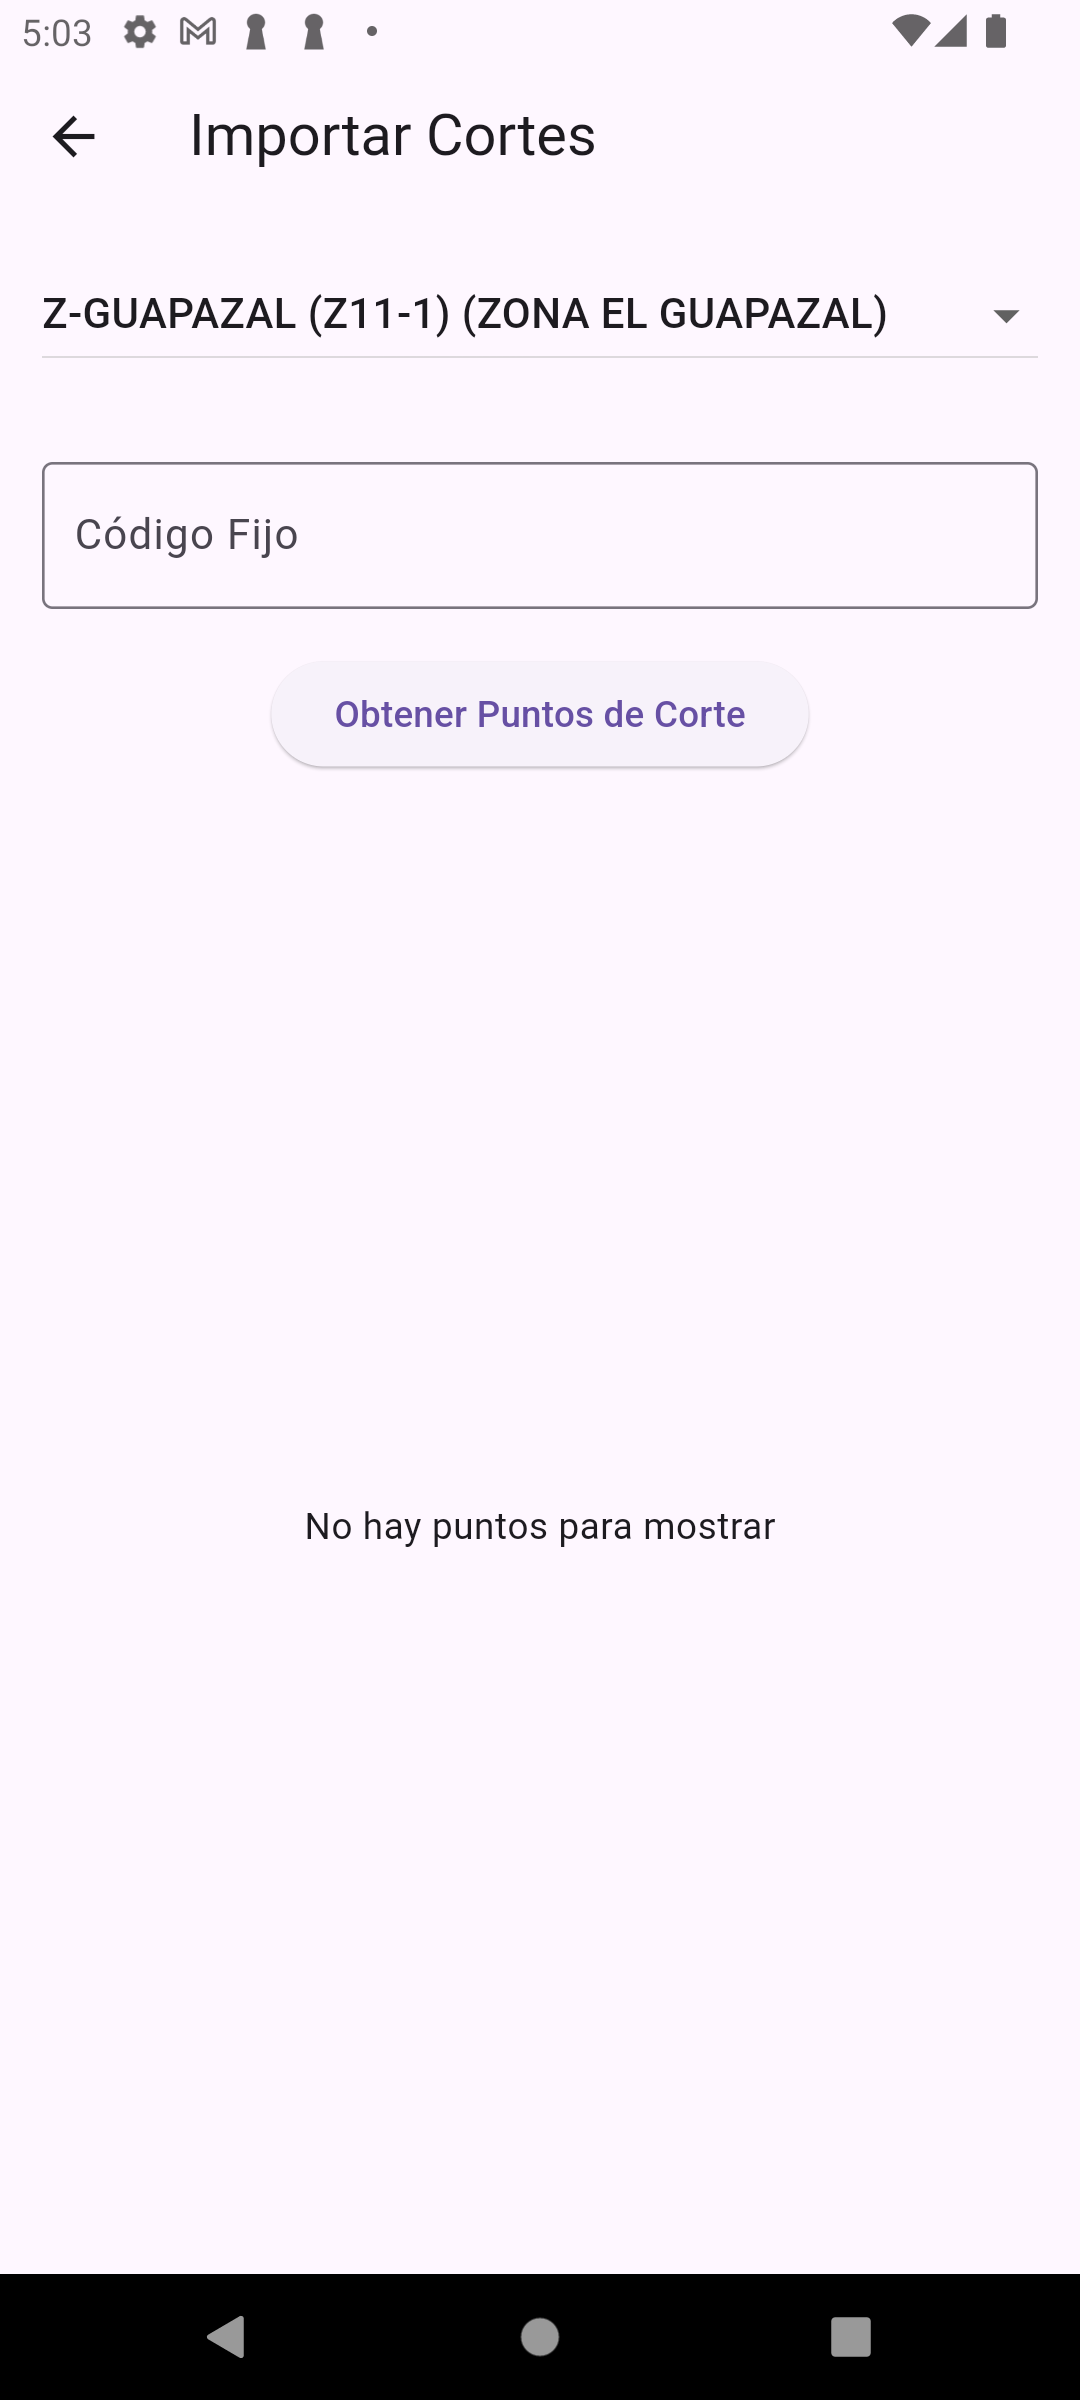 5:03
Importar Cortes
Z-GUAPAZAL (Z11-1) (ZONA EL GUAPAZAL)
Código Fijo
Obtener Puntos de Corte
No hay puntos para mostrar